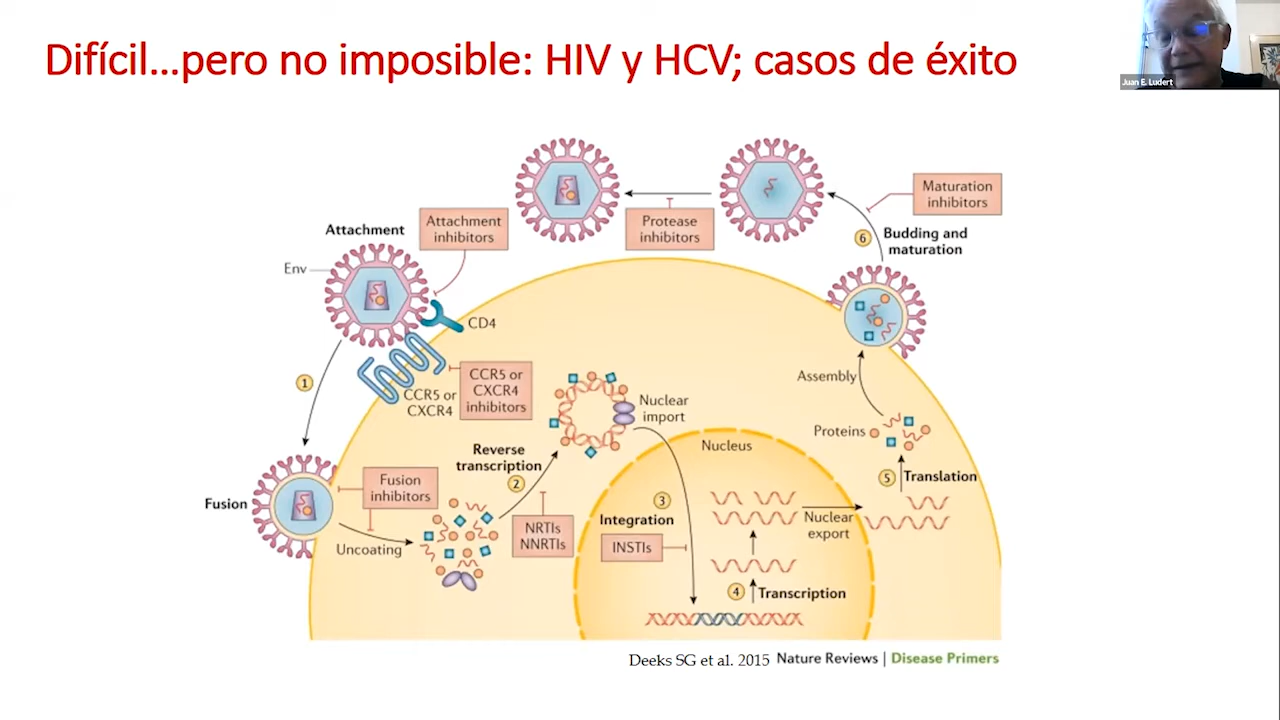 Difícil...pero no imposible: HIV y HCV; casos de éxito
Juan E. Ludert
Attachment
Env
Attachment
inhibitors
CD4
CCR5 or
CXCR4
CCR5 or
CXCR4
inhibitors
1
Fusion
Fusion
inhibitors
Uncoating
Reverse
transcription
2
NRTIs
NNRTIs
Nuclear
import
Nucleus
3
Integration
INSTIs
4
Transcription
Nuclear
export
5
Translation
Proteins
Assembly
6
Budding and
maturation
Maturation
inhibitors
Protease
inhibitors
Deeks SG et al. 2015 Nature Reviews | Disease Primers